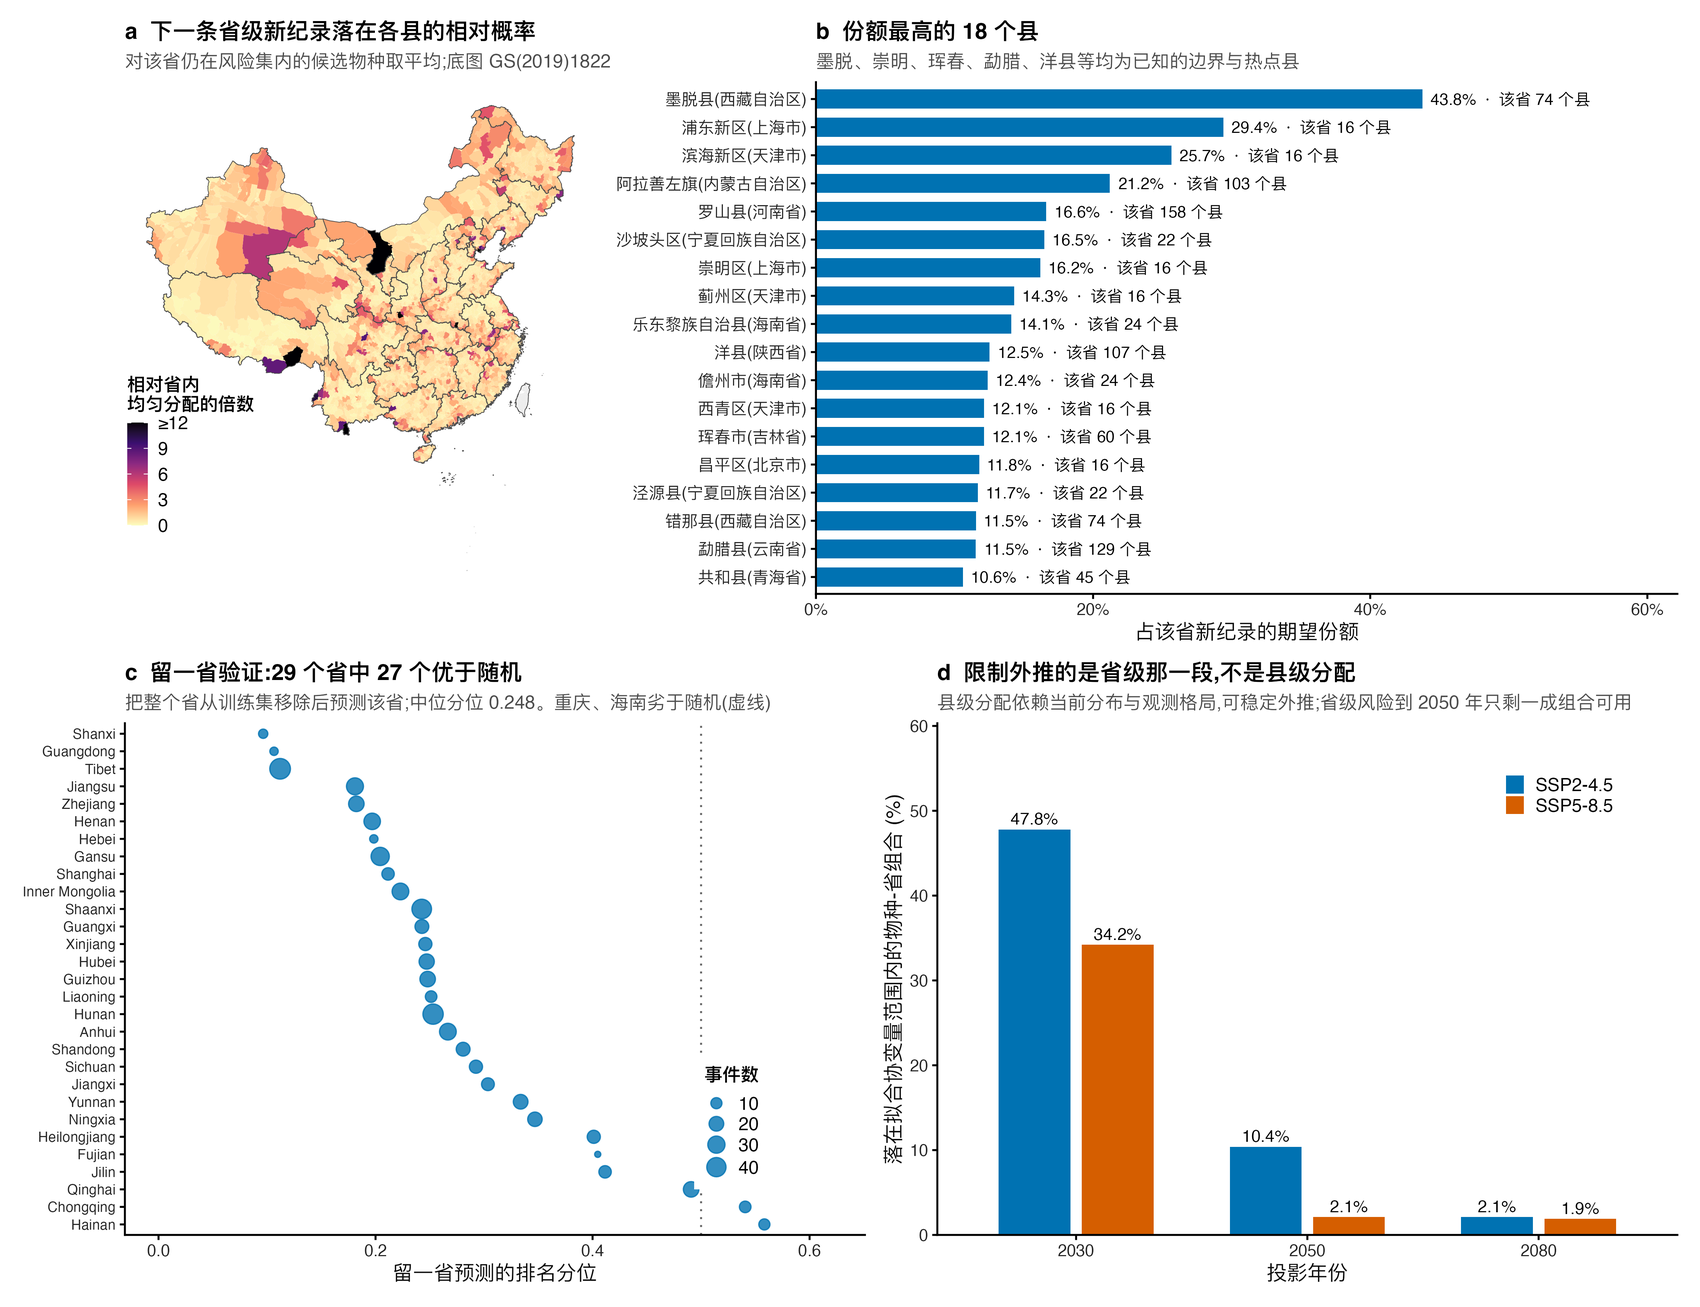 a 下一条省级新纪录落在各县的相对概率
对该省仍在风险集内的候选物种取平均;底图 GS(2019)1822
相对省内
均匀分配的倍数
≥12
9
6
3
0
b 份额最高的 18 个县
墨脱、崇明、珲春、勐腊、洋县等均为已知的边界与热点县
墨脱县(西藏自治区) 43.8% · 该省 74 个县
浦东新区(上海市) 29.4% · 该省 16 个县
滨海新区(天津市) 25.7% · 该省 16 个县
阿拉善左旗(内蒙古自治区) 21.2% · 该省 103 个县
罗山县(河南省) 16.6% · 该省 158 个县
沙坡头区(宁夏回族自治区) 16.5% · 该省 22 个县
崇明区(上海市) 16.2% · 该省 16 个县
蓟州区(天津市) 14.3% · 该省 16 个县
乐东黎族自治县(海南省) 14.1% · 该省 24 个县
洋县(陕西省) 12.5% · 该省 107 个县
儋州市(海南省) 12.4% · 该省 24 个县
西青区(天津市) 12.1% · 该省 16 个县
珲春市(吉林省) 12.1% · 该省 60 个县
昌平区(北京市) 11.8% · 该省 16 个县
泾源县(宁夏回族自治区) 11.7% · 该省 22 个县
错那县(西藏自治区) 11.5% · 该省 74 个县
勐腊县(云南省) 11.5% · 该省 129 个县
共和县(青海省) 10.6% · 该省 45 个县
0% 20% 40% 60%
占该省新纪录的期望份额
c 留一省验证:29 个省中 27 个优于随机
把整个省从训练集移除后预测该省;中位分位 0.248。重庆、海南劣于随机(虚线)
Shanxi
Guangdong
Tibet
Jiangsu
Zhejiang
Henan
Hebei
Gansu
Shanghai
Inner Mongolia
Shaanxi
Guangxi
Xinjiang
Hubei
Guizhou
Liaoning
Hunan
Anhui
Shandong
Sichuan
Jiangxi
Yunnan
Ningxia
Heilongjiang
Fujian
Jilin
Qinghai
Chongqing
Hainan
事件数
10
20
30
40
0.0 0.2 0.4 0.6
留一省预测的排名分位
d 限制外推的是省级那一段,不是县级分配
县级分配依赖当前分布与观测格局,可稳定外推;省级风险到 2050 年只剩一成组合可用
落在拟合协变量范围内的物种-省组合 (%)
60
50
40
30
20
10
0
SSP2-4.5
SSP5-8.5
47.8%
34.2%
10.4%
2.1%
2.1%
1.9%
2030 2050 2080
投影年份